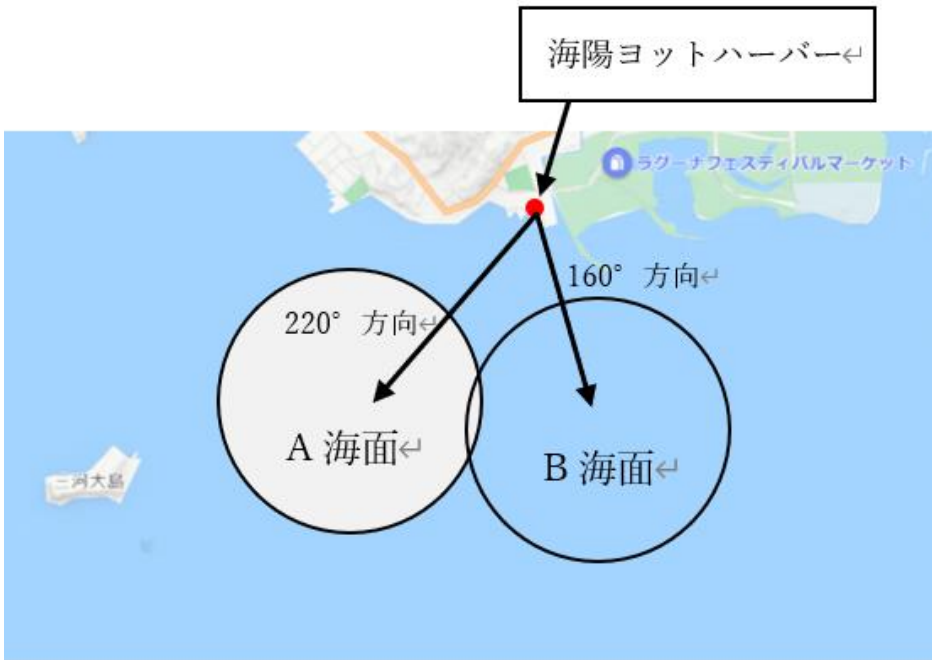 海陽ヨットハーバー↵
ラグーナフェスティバルマーケット
160° 方向↵
220° 方向↵
A 海面↵
B 海面↵
三河大島